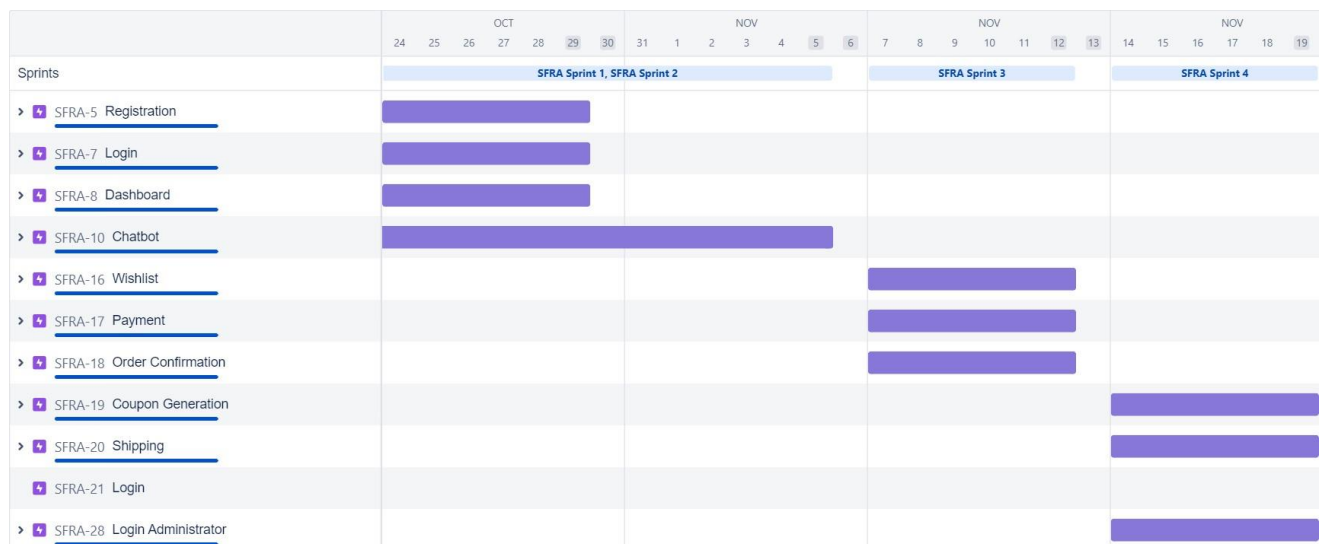 OCT NOV NOV NOV
24 25 26 27 28 29 30 31 1 2 3 4 5 6 7 8 9 10 11 12 13 14 15 16 17 18 19
Sprints SFRA Sprint 1, SFRA Sprint 2 SFRA Sprint 3 SFRA Sprint 4
SFRA-5 Registration
SFRA-7 Login
SFRA-8 Dashboard
SFRA-10 Chatbot
SFRA-16 Wishlist
SFRA-17 Payment
SFRA-18 Order Confirmation
SFRA-19 Coupon Generation
SFRA-20 Shipping
SFRA-21 Login
SFRA-28 Login Administrator